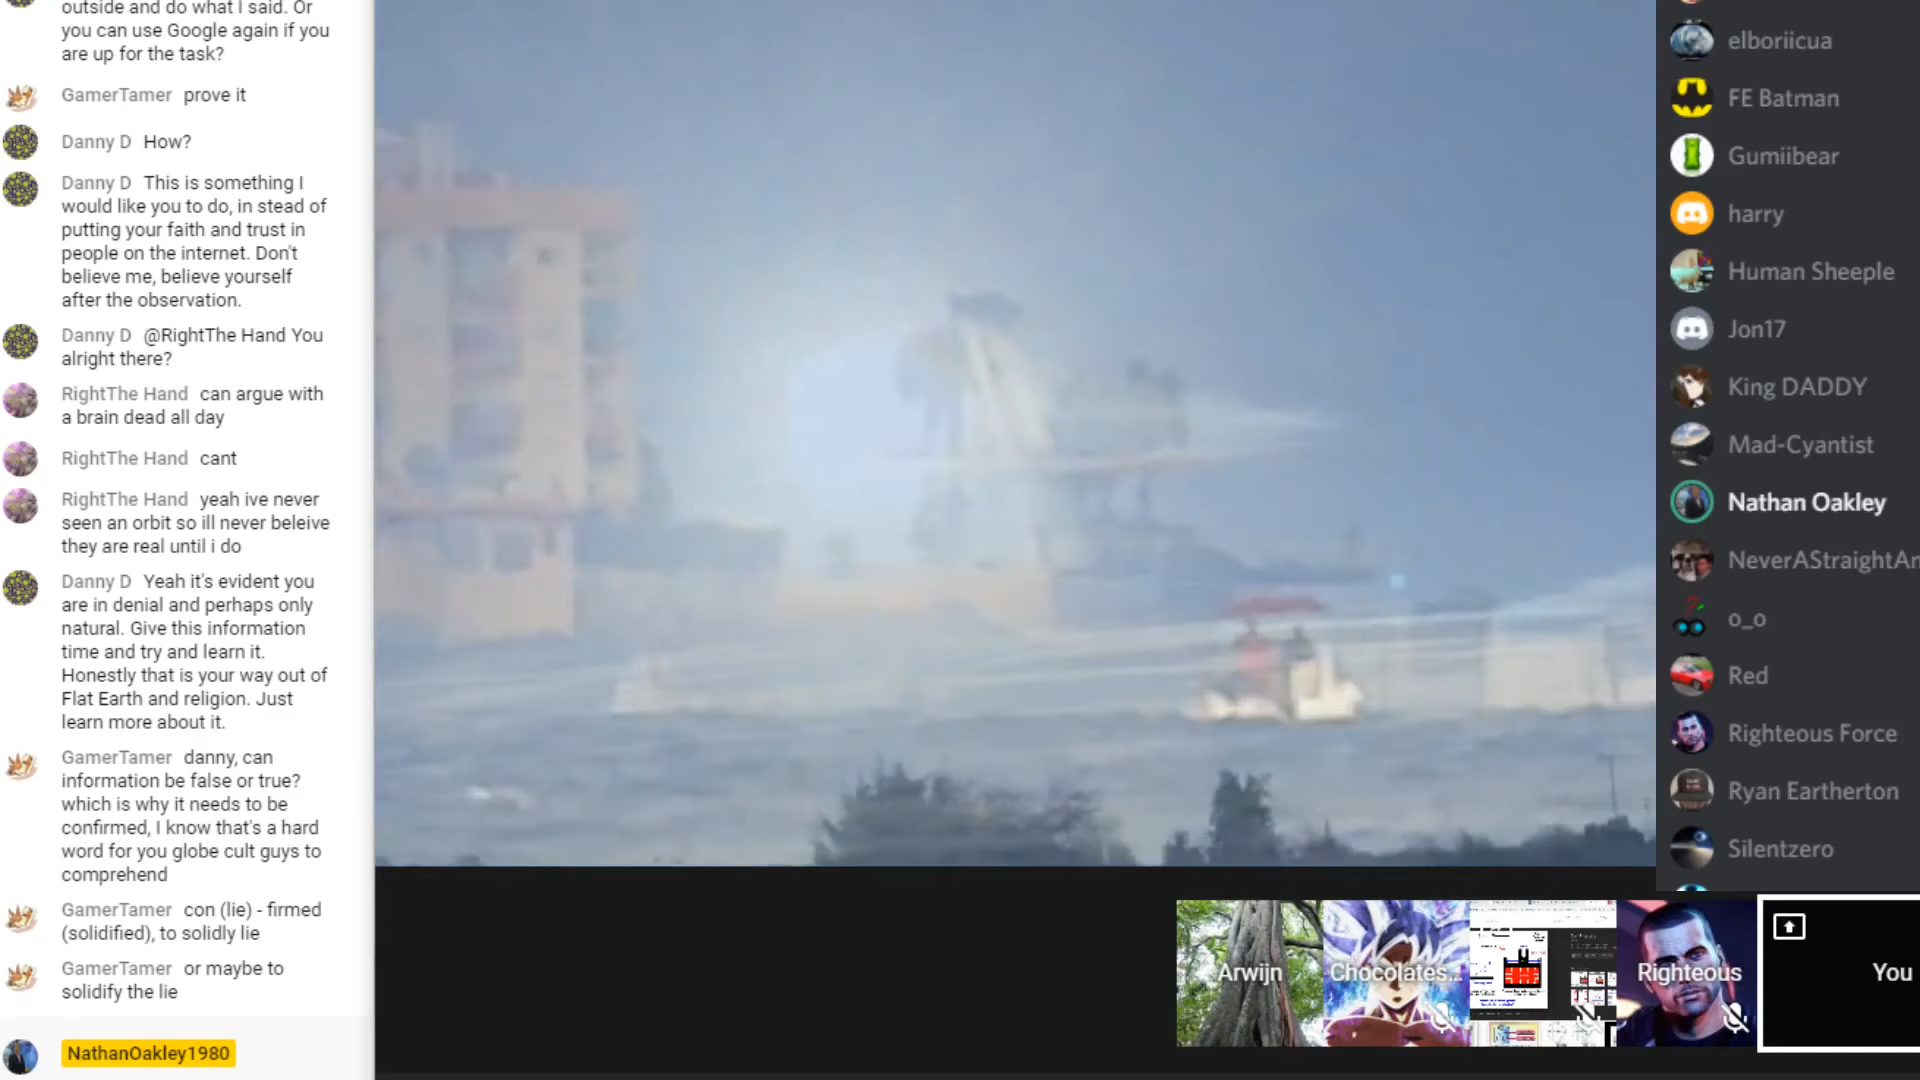 outside and do what I said. Or
you can use Google again if you
are up for the task?
GamerTamer prove it
Danny D How?
Danny D This is something I
would like you to do, in stead of
putting your faith and trust in
people on the internet. Don't
believe me, believe yourself
after the observation.
Danny D @RightThe Hand You
alright there?
RightThe Hand can argue with
a brain dead all day
RightThe Hand cant
RightThe Hand yeah ive never
seen an orbit so ill never beleive
they are real until i do
Danny D Yeah it's evident you
are in denial and perhaps only
natural. Give this information
time and try and learn it.
Honestly that is your way out of
Flat Earth and religion. Just
learn more about it.
GamerTamer danny, can
information be false or true?
which is why it needs to be
confirmed, I know that's a hard
word for you globe cult guys to
comprehend
GamerTamer con (lie) - firmed
(solidified), to solidly lie
GamerTamer or maybe to
solidify the lie
NathanOakley1980
elboriicua
FE Batman
Gumiibear
harry
Human Sheeple
Jon17
King DADDY
Mad-Cyantist
Nathan Oakley
NeverAStraightAn
o_o
Red
Righteous Force
Ryan Eartherton
Silentzero
Arwijn
Chocolates...
Righteous
You